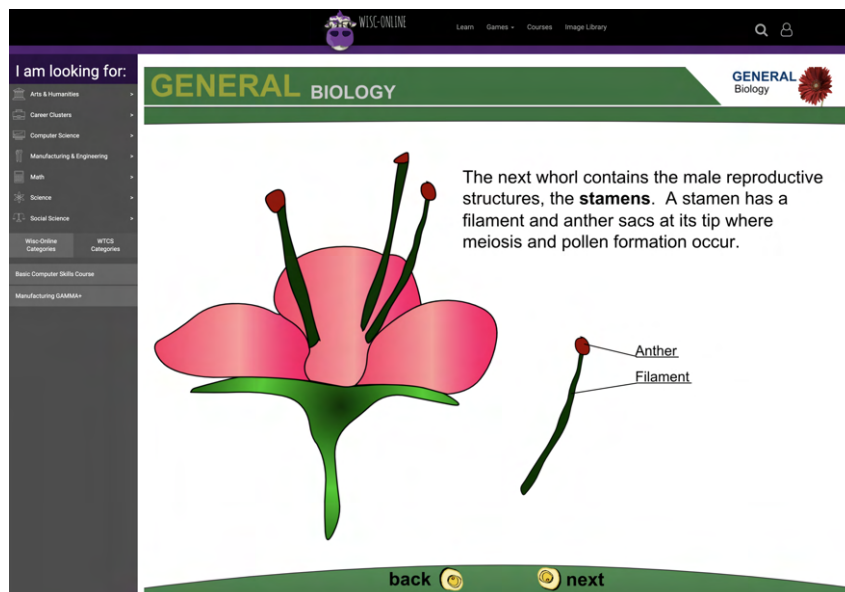 WISC-ONLINE
Learn Games Courses Image Library
I am looking for:
Arts & Humanities >
Career Clusters >
Computer Science >
Manufacturing & Engineering >
Math >
Science >
Social Science >
Wisc-Online
Categories
WTCS
Categories
Basic Computer Skills Course
Manufacturing GAMMA+
GENERAL BIOLOGY
GENERAL
Biology
The next whorl contains the male reproductive
structures, the stamens. A stamen has a
filament and anther sacs at its tip where
meiosis and pollen formation occur.
Anther
Filament
back
next